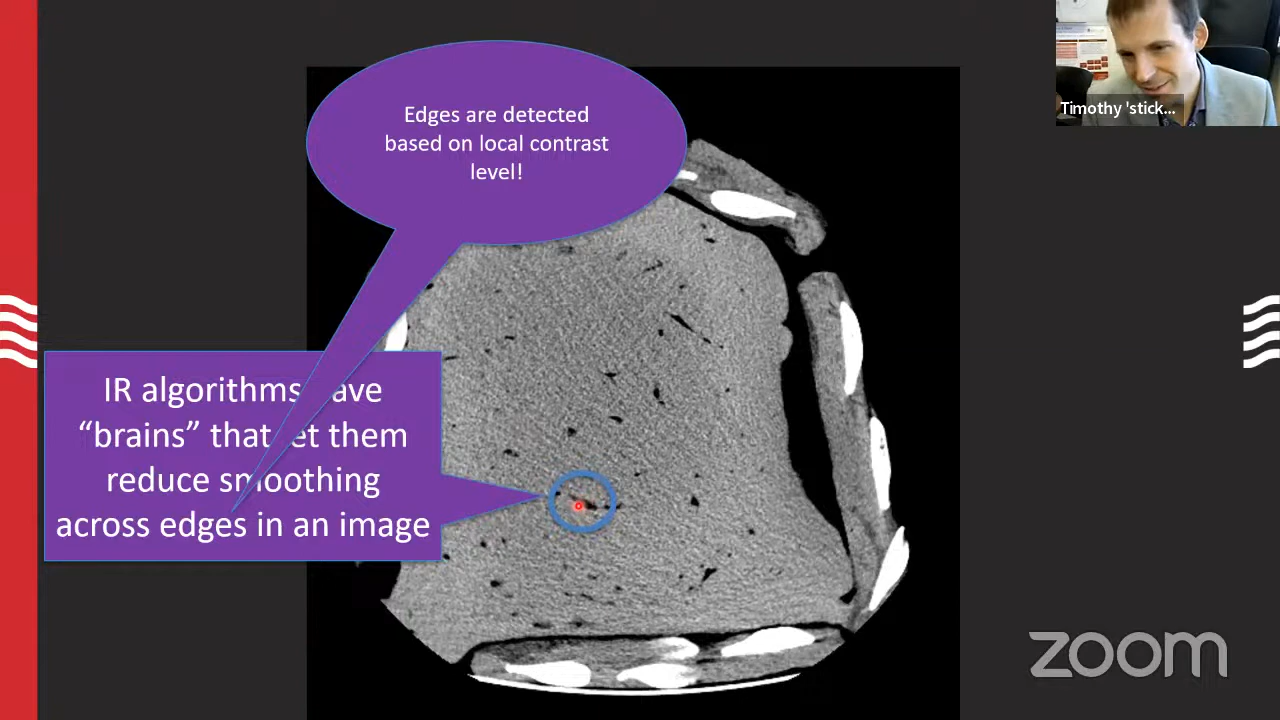 Edges are detected
based on local contrast
level!
IR algorithms ave
“brains” that et them
reduce smoothing
across edges in an image
Timothy 'stick...
zoom